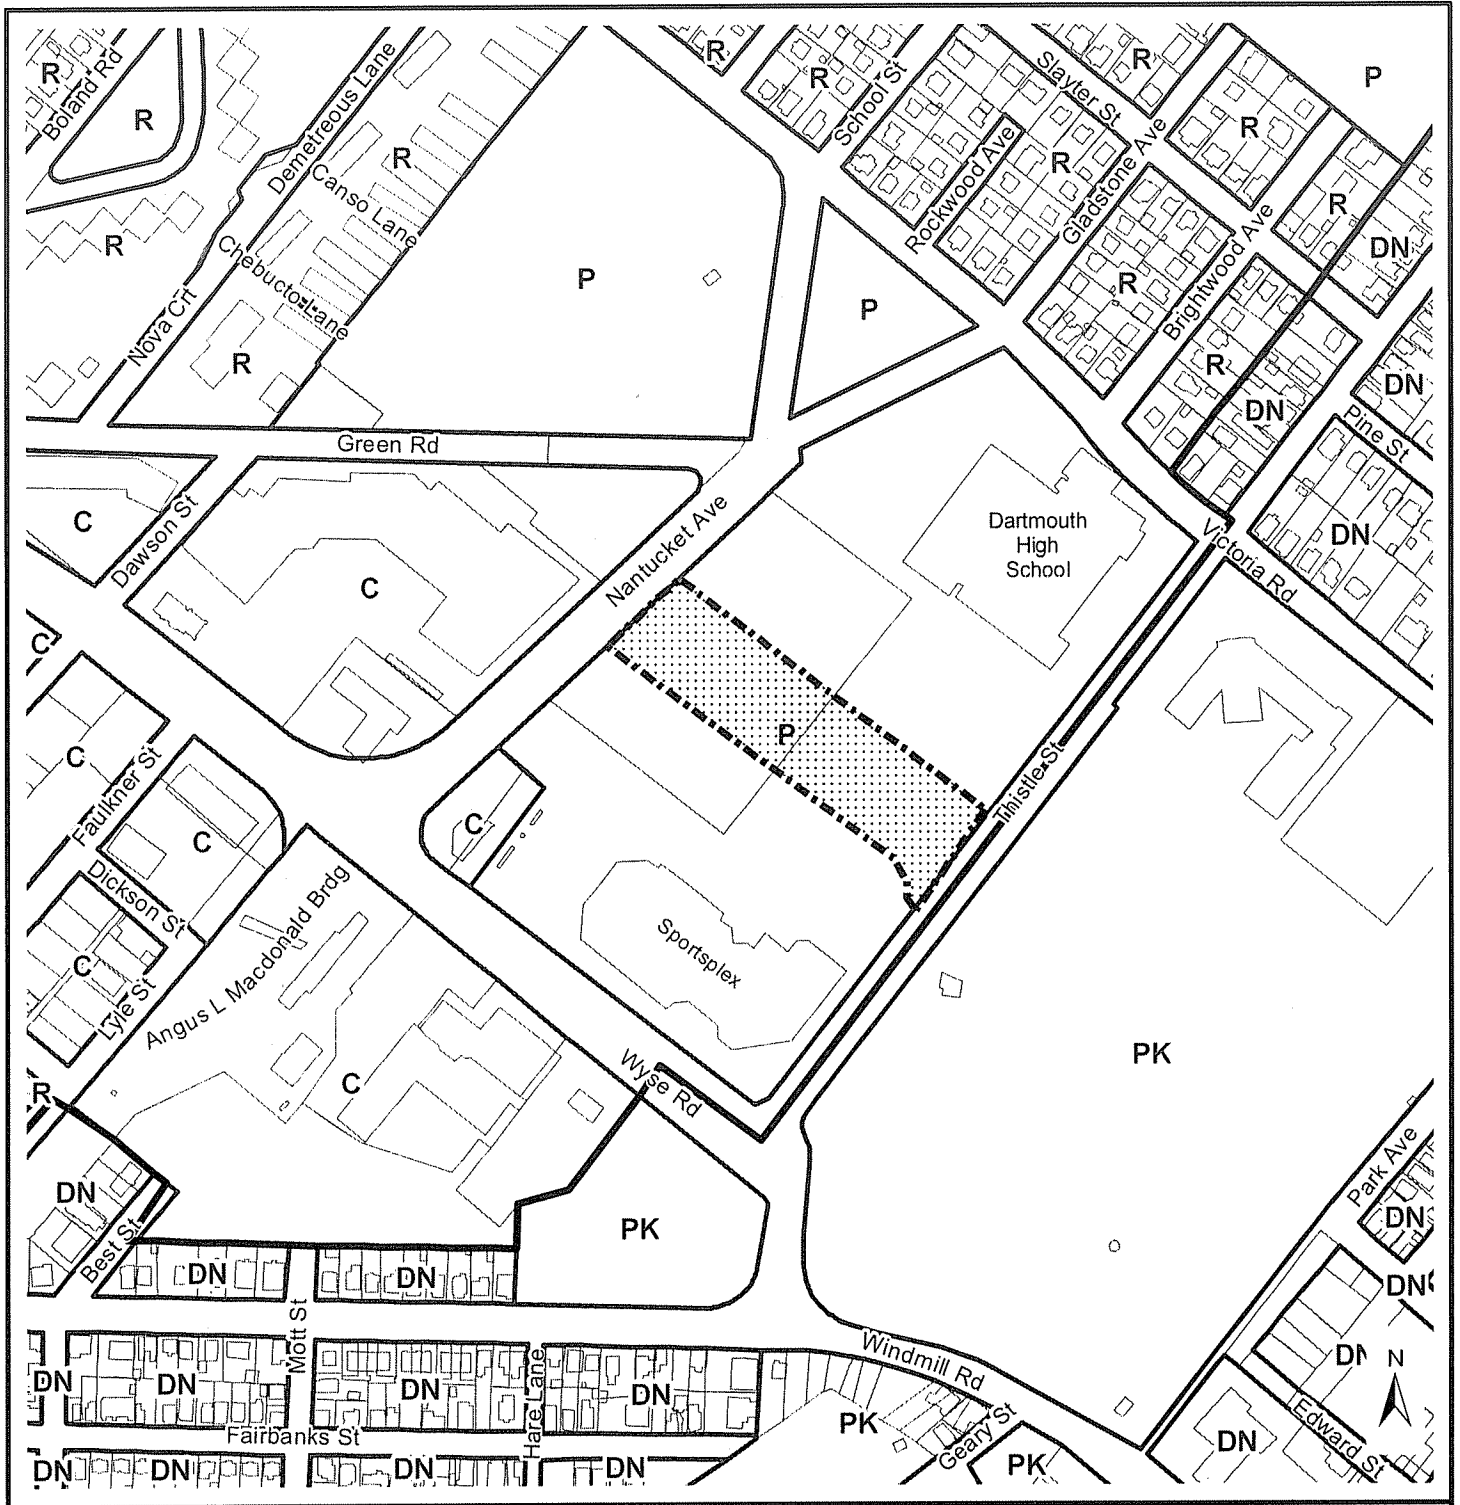 R
R
P
Boland Rd
R
Demetreous Lane
R
School St
Slayter St
R
R
R
Rockwood Ave
R
Gladstone Ave
Canso Lane
R
R
DN
Chebucto Lane
P
P
R
Brightwood Ave
Nova Crt
R
R
DN
DN
Pine St
Green Rd
C
Dawson St
Nantucket Ave
Dartmouth
High
School
Victoria Rd
DN
C
C
P
C
Faulkner St
Thistle St
C
C
Dickson St
Angus L Macdonald Brdg
Sportsplex
C
Lyle St
PK
R
C
Wyse Rd
Park Ave
DN
PK
DN
Best St
DN
DN
DN
Mott St
Windmill Rd
DN
N
DN
DN
DN
Hare Lane
DN
PK
Geary St
Edward St
Fairbanks St
DN
DN
DN
DN
DN
PK
DN